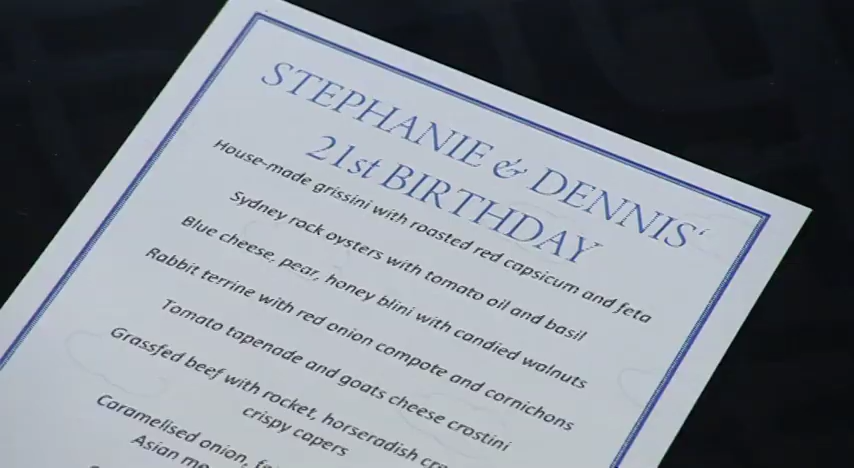 STEPHANIE & DENNIS‘
21st BIRTHDAY
House-made grissini with roasted red capsicum and feta
Sydney rock oysters with tomato oil and basil
Blue cheese, pear, honey blini with candied walnuts
Rabbit terrine with red onion compote and cornichons
Tomato tapenade and goats cheese crostini
Grassfed beef with rocket, horseradish
crispy capers
Caramelised onion,
Asian